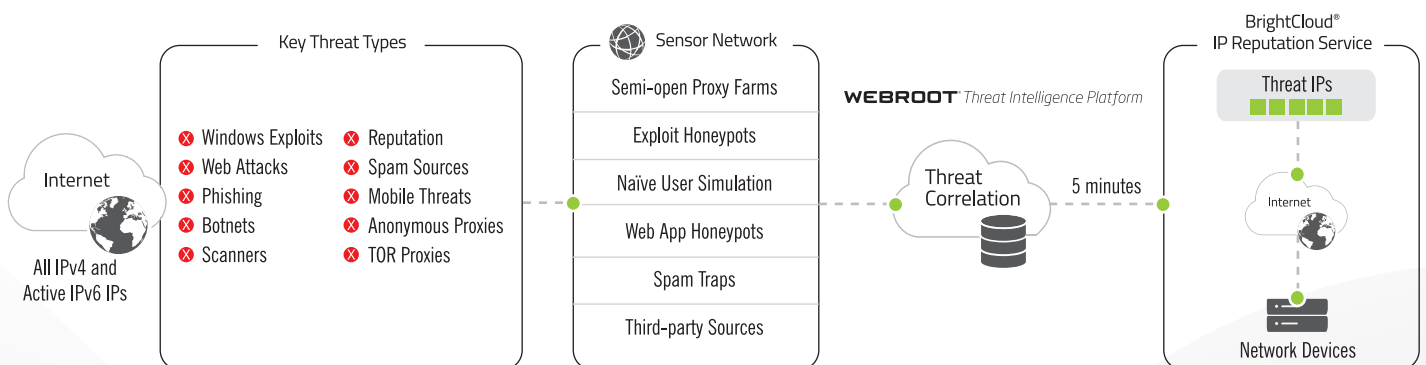 Internet
All IPv4 and
Active IPv6 IPs
Key Threat Types
Windows Exploits
Web Attacks
Phishing
Botnets
Scanners
Reputation
Spam Sources
Mobile Threats
Anonymous Proxies
TOR Proxies
Sensor Network
Semi-open Proxy Farms
Exploit Honeypots
Naïve User Simulation
Web App Honeypots
Spam Traps
Third-party Sources
WEBROOT® Threat Intelligence Platform
Threat
Correlation
5 minutes
BrightCloud®
IP Reputation Service
Threat IPs
Internet
Network Devices